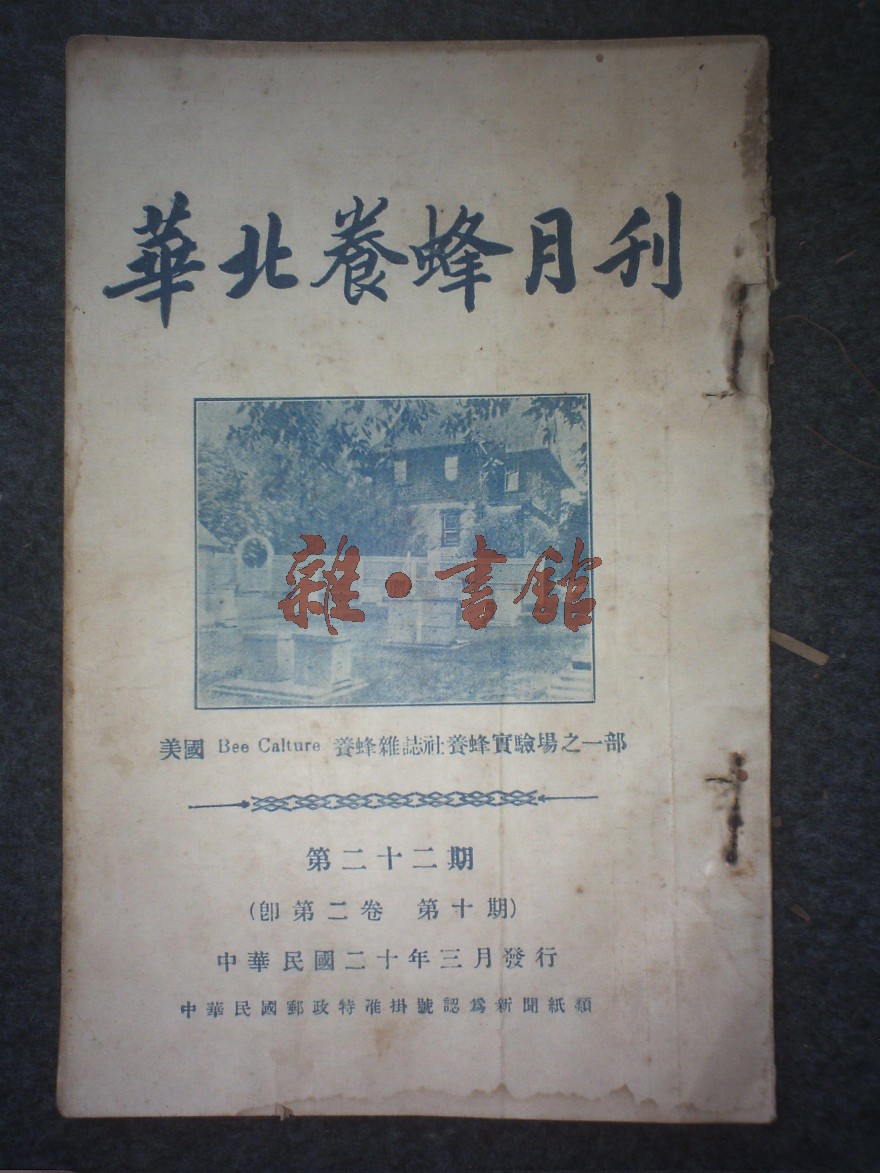 華北養蜂月刊
雜·書館
美國 Bee Calture 養蜂雜誌社養蜂實驗場之一部
第二十二期
(卽第二卷 第十期)
中華民國二十年三月發行
中華民國郵政特准掛號認爲新聞紙類